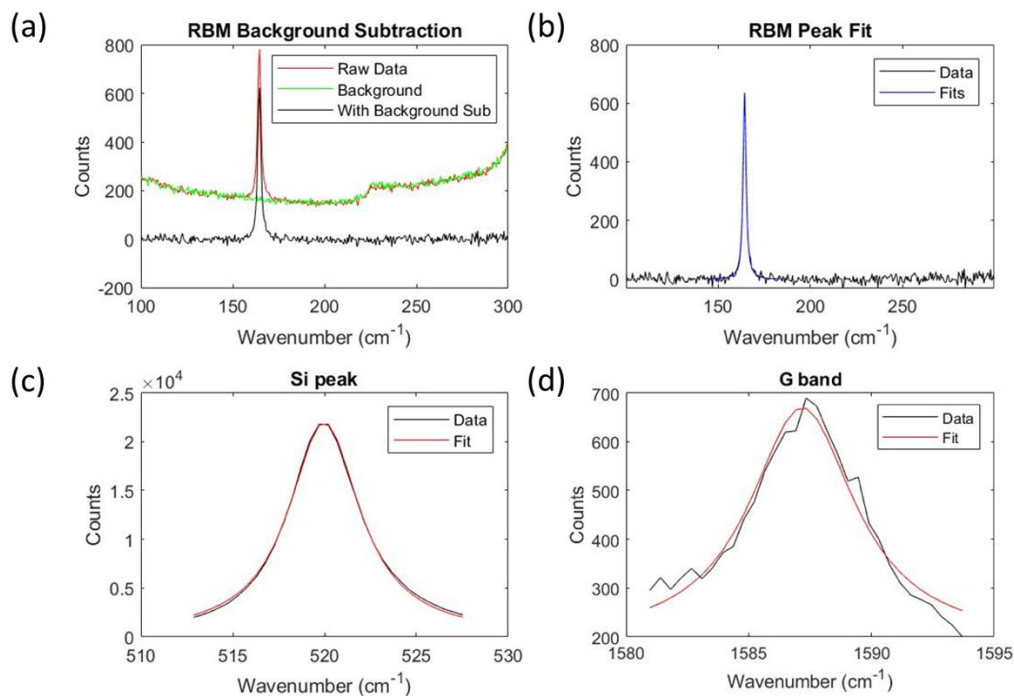 (a)
RBM Background Subtraction
800
600
400
200
0
-200
Counts
Raw Data
Background
With Background Sub
100
150
200
250
300
Wavenumber (cm⁻¹)
(b)
RBM Peak Fit
800
600
400
200
0
Counts
Data
Fits
150
200
250
Wavenumber (cm⁻¹)
(c)
Si peak
×10⁴
2.5
2
1.5
1
0.5
0
Counts
Data
Fit
510
515
520
525
530
Wavenumber (cm⁻¹)
(d)
G band
700
600
500
400
300
200
Counts
Data
Fit
1580
1585
1590
1595
Wavenumber (cm⁻¹)